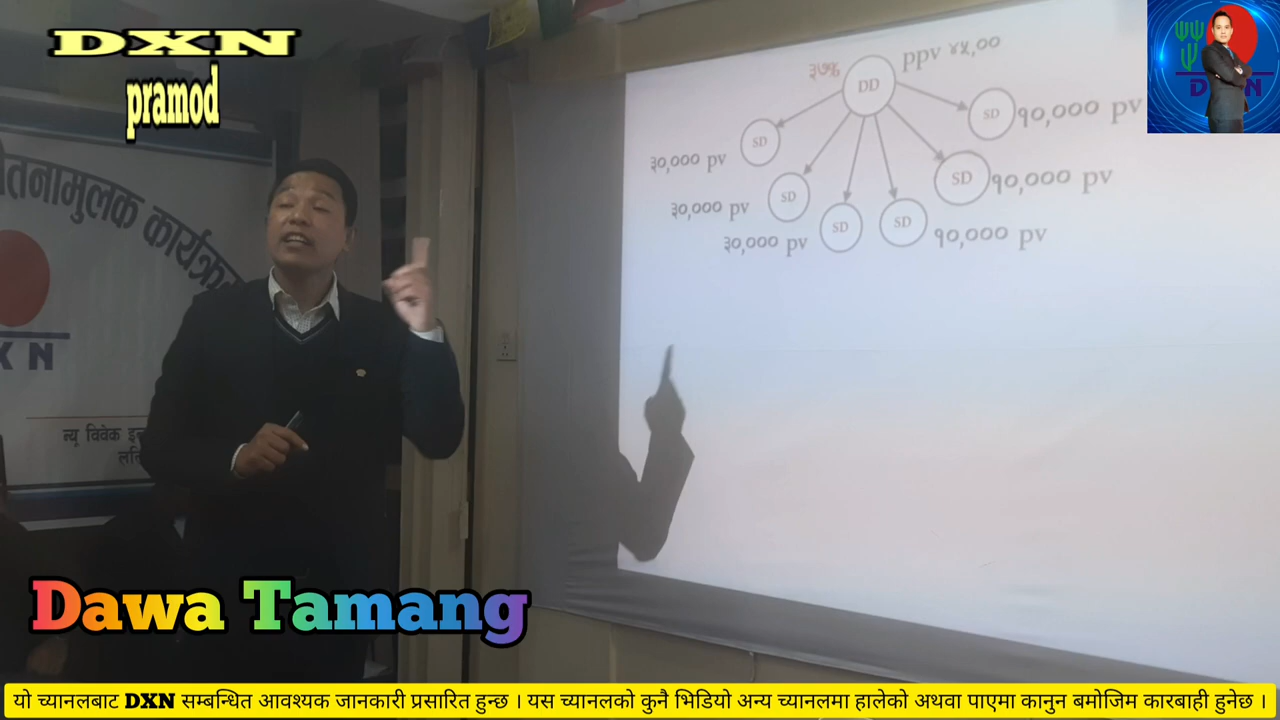 DXN
pramod
३७%
DD
ppv ४५,००
SD
१०,००० pv
SD
३०,००० pv
SD
१०,००० pv
SD
३०,००० pv
SD
३०,००० pv
SD
१०,००० pv
कार्यक्र
X N
न्यू विवेक
D N
Dawa Tamang
यो च्यानलबाट DXN सम्बन्धित आवश्यक जानकारी प्रसारित हुन्छ । यस च्यानलको कुनै भिडियो अन्य च्यानलमा हालेको अथवा पाएमा कानुन बमोजिम कारबाही हुनेछ ।